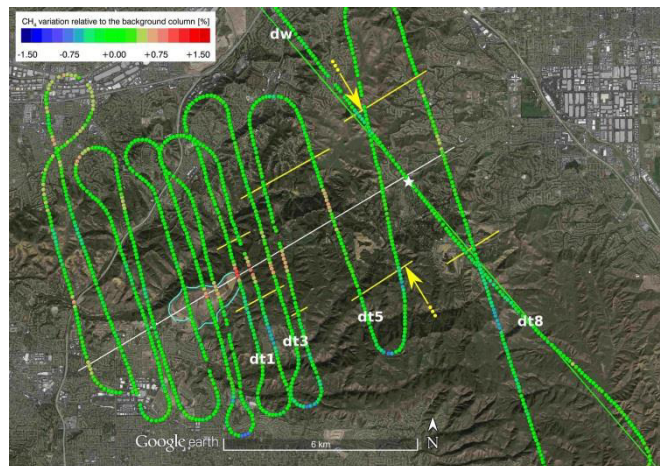 CH₄ variation relative to the background column [%]
-1.50 -0.75 +0.00 +0.75 +1.50
dw
dt5
dt8
dt3
dt1
Google earth
6 km
N